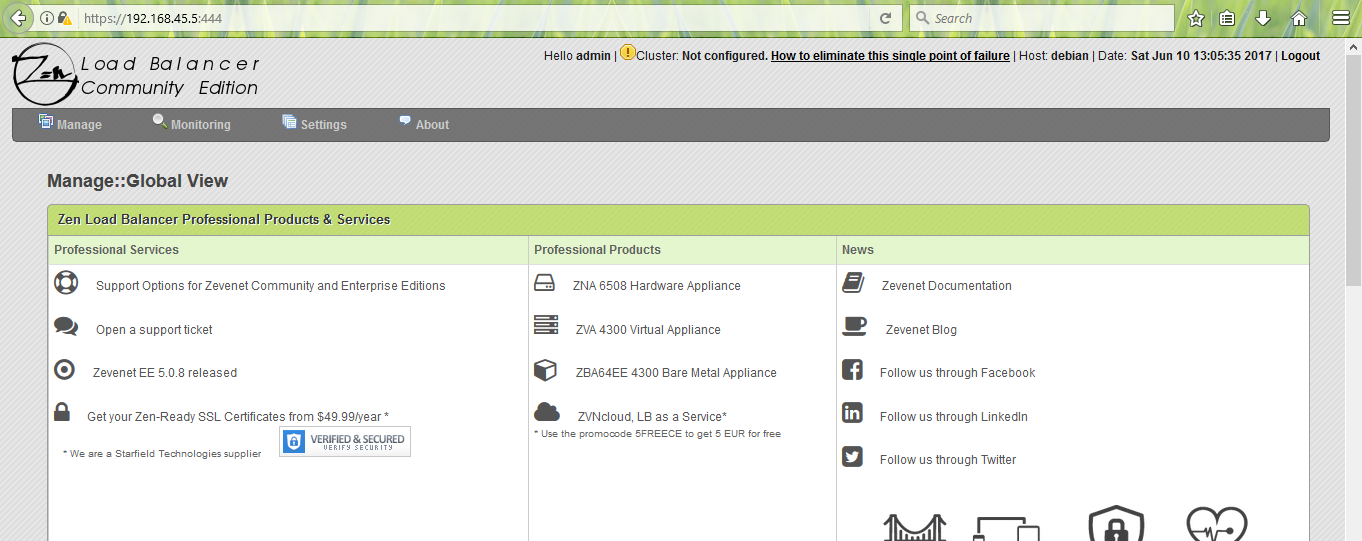 https://192.168.45.5:444
Search
Zen Load Balancer
Community Edition
Hello admin | Cluster: Not configured. How to eliminate this single point of failure | Host: debian | Date: Sat Jun 10 13:05:35 2017 | Logout
Manage
Monitoring
Settings
About
Manage::Global View
Zen Load Balancer Professional Products & Services
Professional Services
Support Options for Zevenet Community and Enterprise Editions
Open a support ticket
Zevenet EE 5.0.8 released
Get your Zen-Ready SSL Certificates from $49.99/year *
* We are a Starfield Technologies supplier
VERIFIED & SECURED
VERIFY SECURITY
Professional Products
ZNA 6508 Hardware Appliance
ZVA 4300 Virtual Appliance
ZBA64EE 4300 Bare Metal Appliance
ZVNcloud, LB as a Service*
* Use the promocode 5FREECE to get 5 EUR for free
News
Zevenet Documentation
Zevenet Blog
Follow us through Facebook
Follow us through LinkedIn
Follow us through Twitter